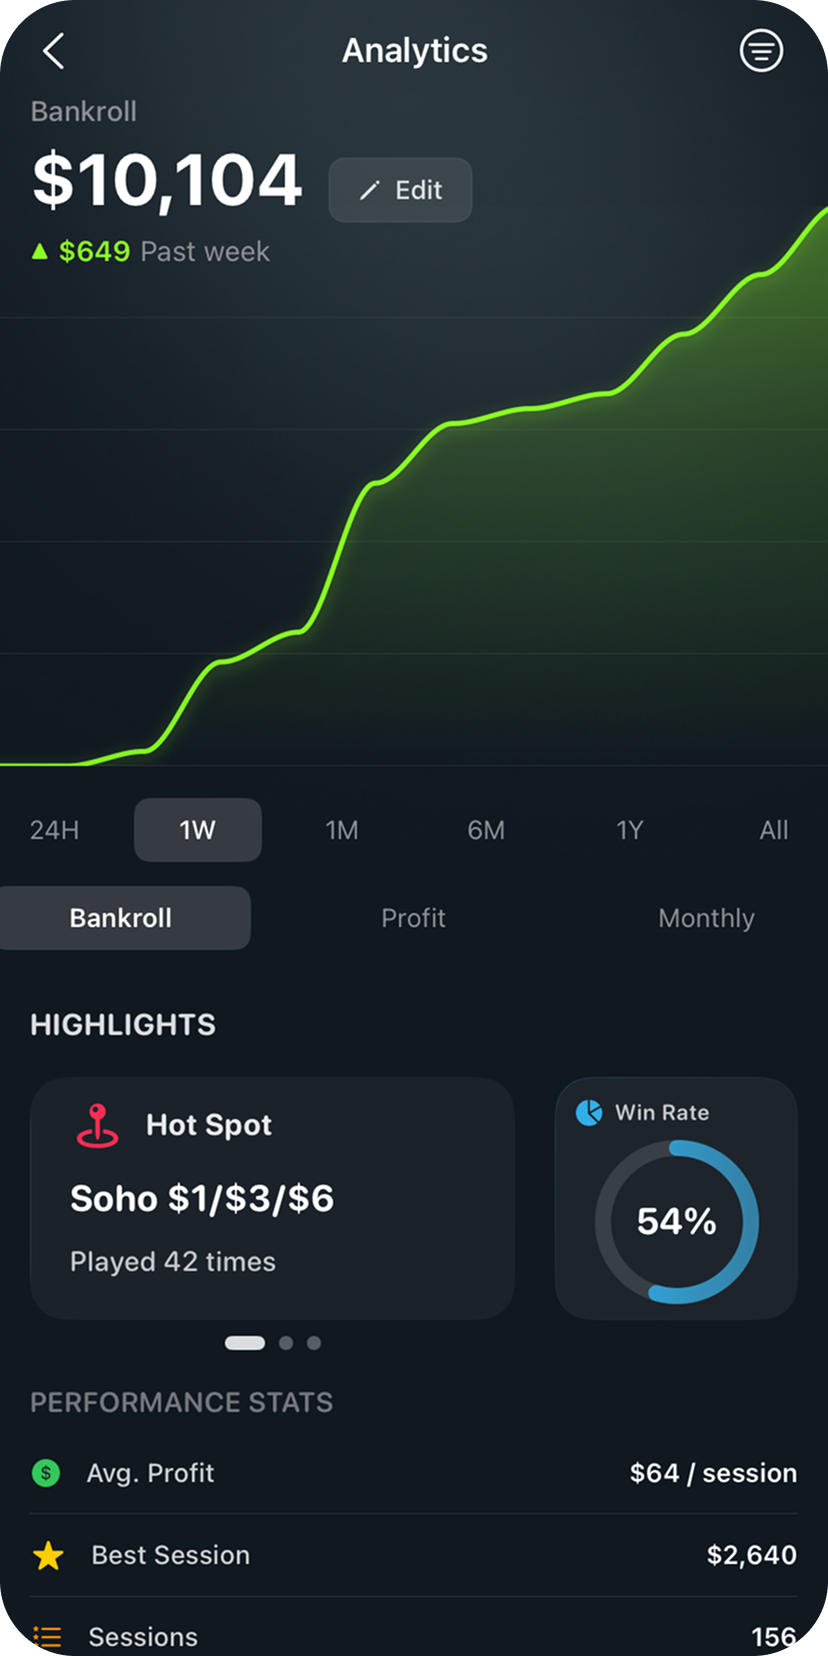 Analytics
Bankroll
$10,104
Edit
$649 Past week
24H 1W 1M 6M 1Y All
Bankroll Profit Monthly
HIGHLIGHTS
Hot Spot
Soho $1/$3/$6
Played 42 times
Win Rate
54%
PERFORMANCE STATS
Avg. Profit $64 / session
Best Session $2,640
Sessions 156